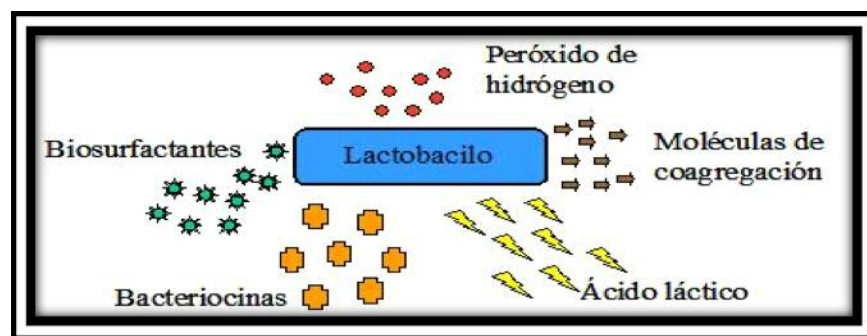 Peróxido de
hidrógeno
Biosurfactantes
Lactobacilo
Moléculas de
coagregación
Bacteriocinas
Ácido láctico